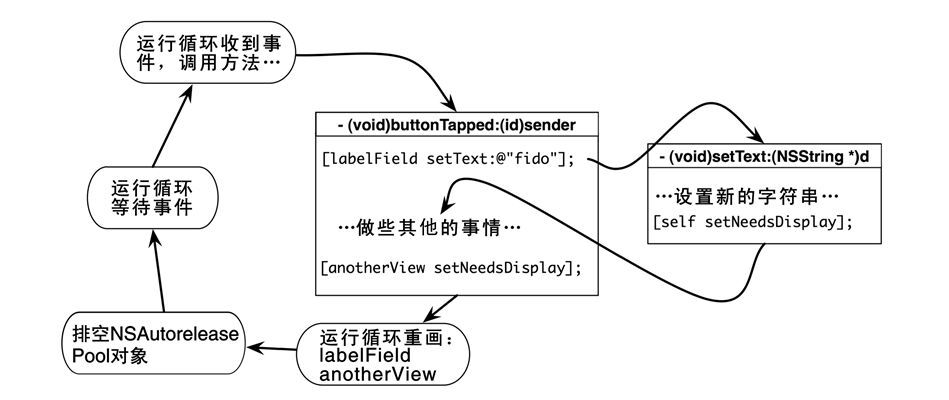 运行循环收到事
件，调用方法…
- (void)buttonTapped:(id)sender
[labelField setText:@"fido"];
…做些其他的事情…
[anotherView setNeedsDisplay];
- (void)setText:(NSString *)d
…设置新的字符串…
[self setNeedsDisplay];
运行循环重画：
labelField
anotherView
排空NSAutorelease
Pool对象
运行循环
等待事件